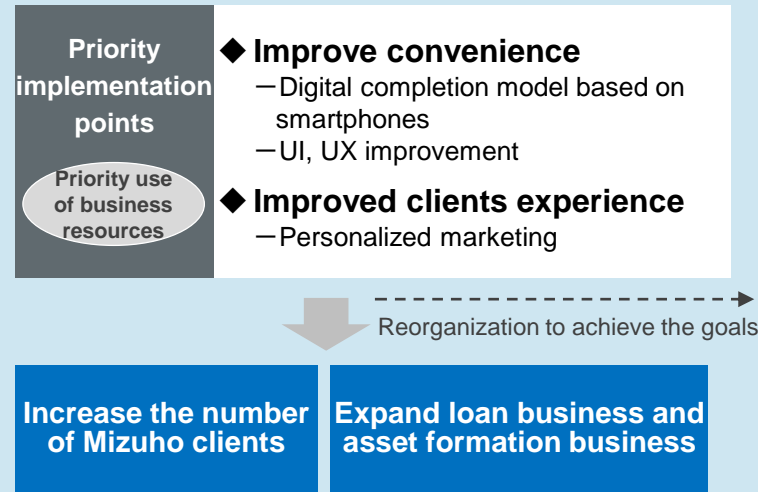 Priority
implementation
points
Priority use
of business
resources
◆ Improve convenience
－Digital completion model based on
smartphones
－UI, UX improvement
◆ Improved clients experience
－Personalized marketing
Reorganization to achieve the goals
Increase the number
of Mizuho clients
Expand loan business and
asset formation business